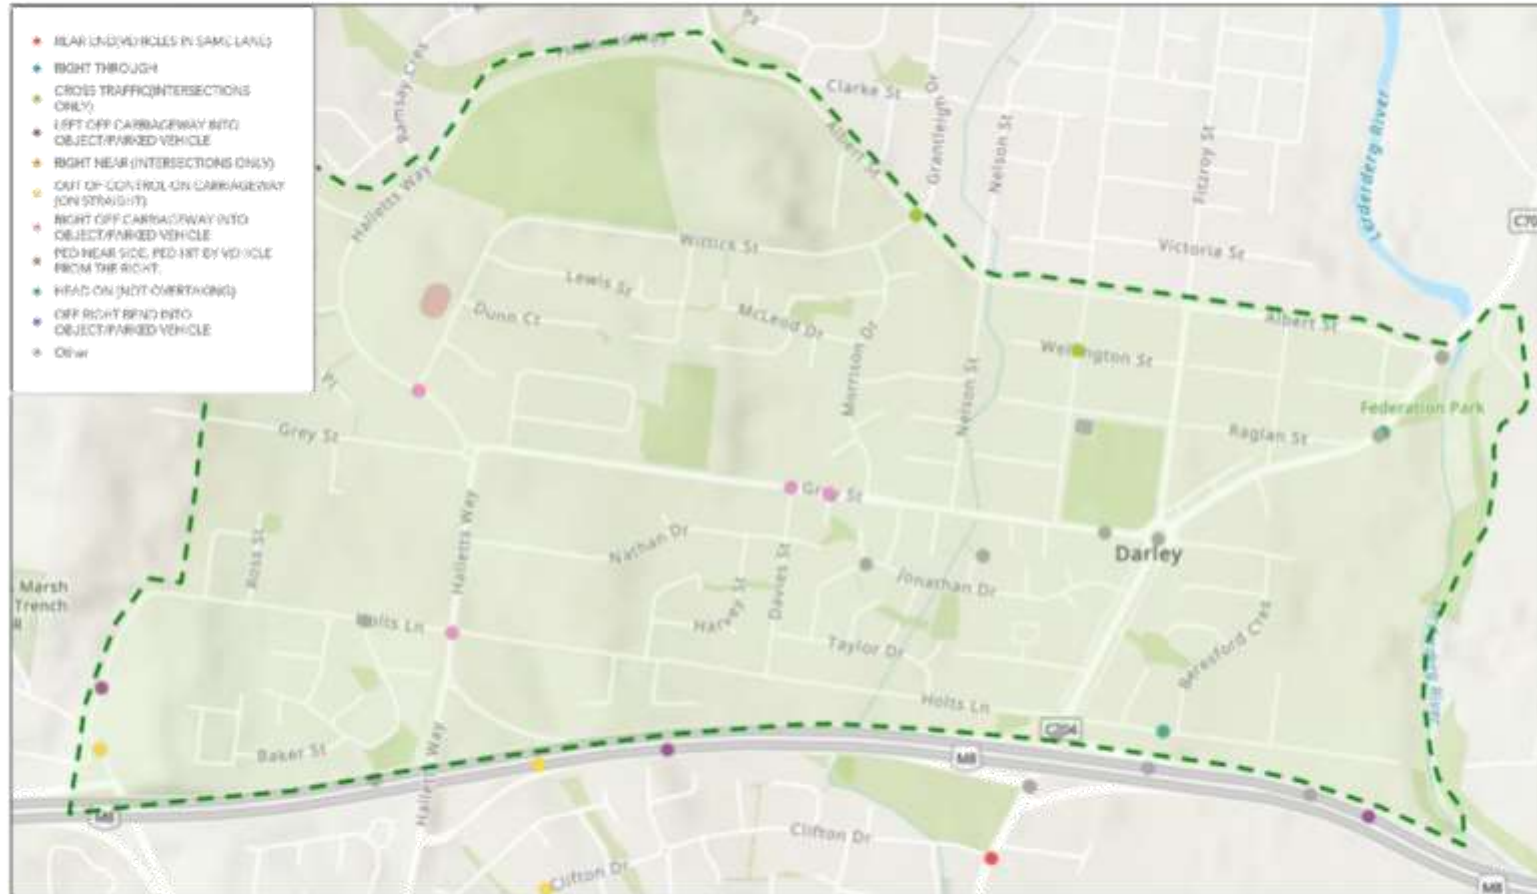 REAR END(VEHICLES IN SAME LANE)
RIGHT THROUGH
CROSS TRAFFIC(INTERSECTIONS
ONLY)
LEFT OFF CARRIAGEWAY INTO
OBJECT/PARKED VEHICLE
RIGHT NEAR (INTERSECTIONS ONLY)
OUT OF CONTROL ON CARRIAGEWAY
(ON STRAIGHT)
RIGHT OFF CARRIAGEWAY INTO
OBJECT/PARKED VEHICLE
PED NEAR SIDE. PED HIT BY VEHICLE
FROM THE RIGHT.
HEAD ON (NOT OVERTAKING)
OFF RIGHT BEND INTO
OBJECT/PARKED VEHICLE
Other
Ramsay Cres
Pl
Clarke St
Grantleigh Dr
Albert St
Nelson St
Fitzroy St
Lerderderg River
C70
Halletts Way
Wittick St
Victoria St
Lewis St
Dunn Ct
McLeod Dr
Morrison Dr
Albert St
Wellington St
Pl
Nelson St
Federation Park
Grey St
Raglan St
Grey St
Halletts Way
Ross St
Nathan Dr
Darley
Marsh
Trench
R
Jonathan Dr
Davies St
Harvey St
Holts Ln
Taylor Dr
Beresford Cres
Holts Ln
C704
Baker St
Halletts Way
M8
M8
Clifton Dr
Clifton Dr
M8